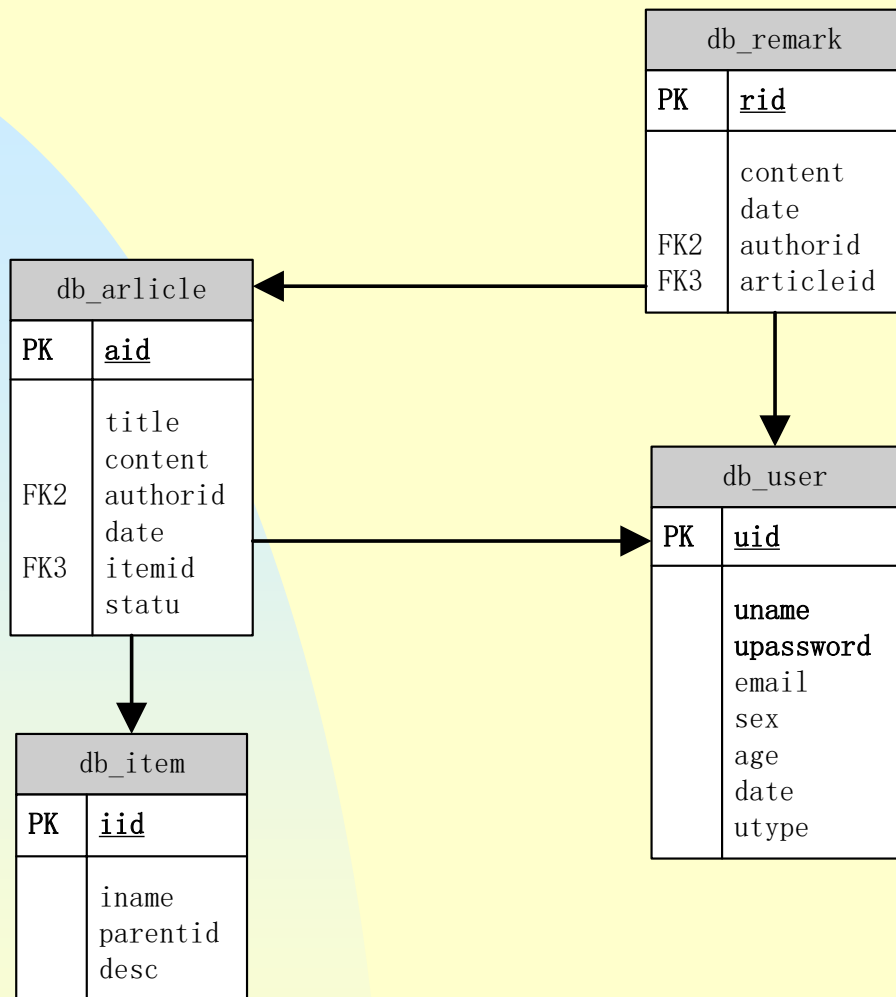 db_remark
PK rid
content
date
FK2 authorid
FK3 articleid
db_arlicle
PK aid
title
content
FK2 authorid
date
FK3 itemid
statu
db_user
PK uid
uname
upassword
email
sex
age
date
utype
db_item
PK iid
iname
parentid
desc